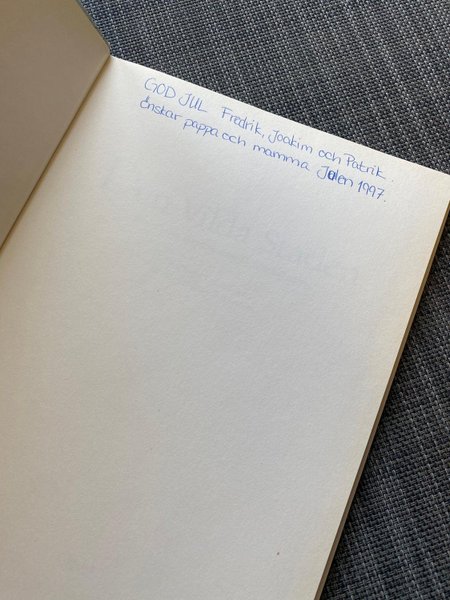 GOD JUL Fredrik, Joakim och Patrik.
önskar pappa och mamma Julen 1997.